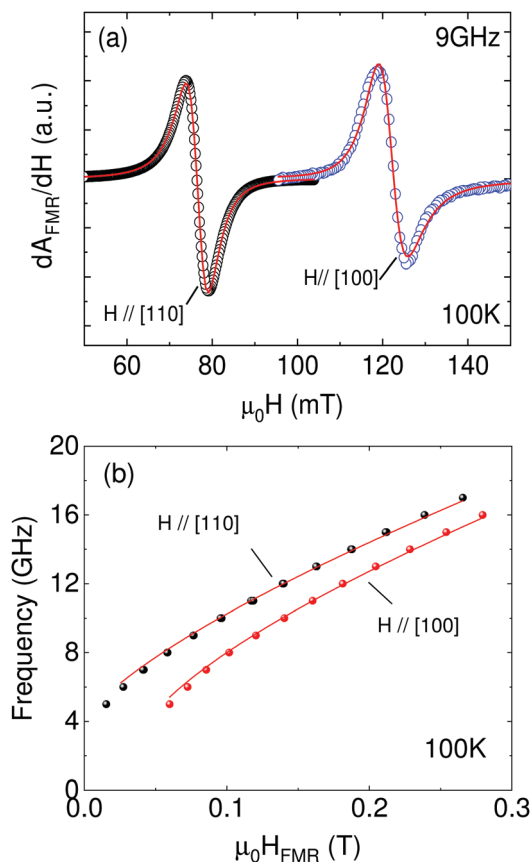 (a)
9GHz
dA_FMR/dH (a.u.)
H // [110]
H// [100]
100K
60
80
100
120
140
μ₀H (mT)
(b)
20
16
12
8
4
0
Frequency (GHz)
H // [110]
H // [100]
100K
0.0
0.1
0.2
0.3
μ₀H_FMR (T)